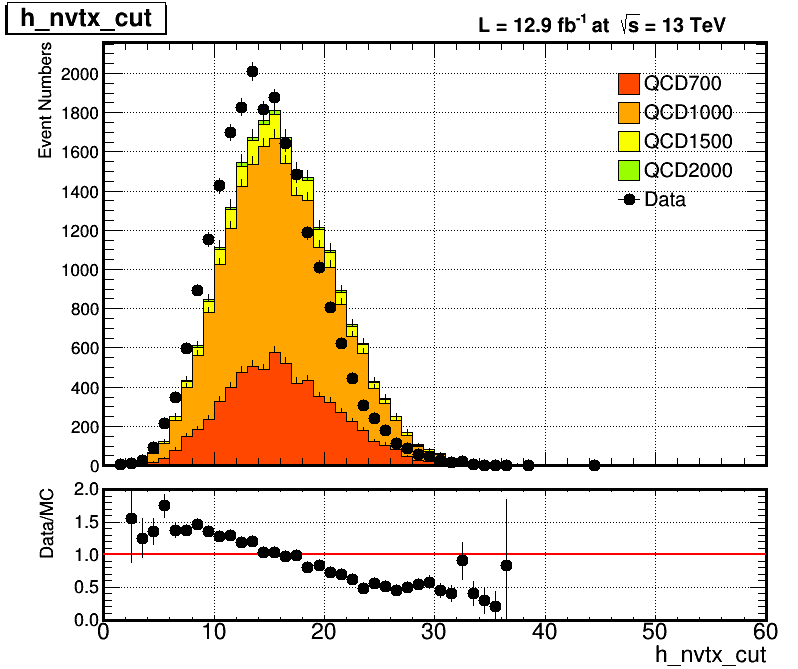 h_nvtx_cut
L = 12.9 fb⁻¹ at √s = 13 TeV
Event Numbers
2000
1800
1600
1400
1200
1000
800
600
400
200
0
QCD700
QCD1000
QCD1500
QCD2000
Data
Data/MC
2.0
1.5
1.0
0.5
0.0
0 10 20 30 40 50 60
h_nvtx_cut